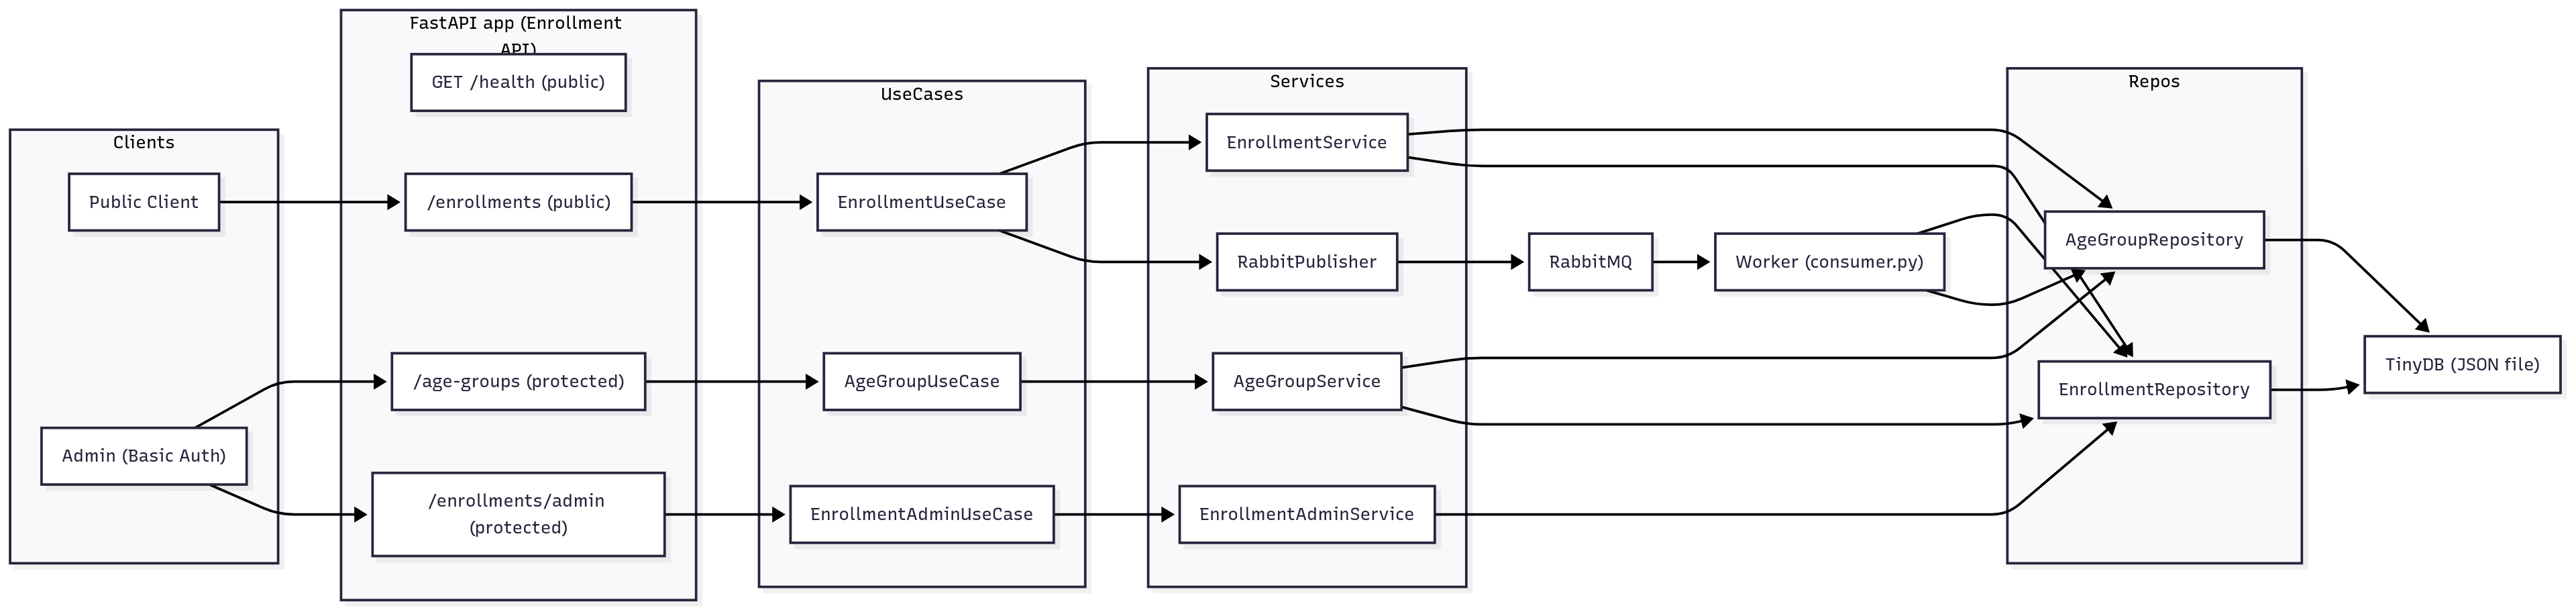 Clients
Public Client
Admin (Basic Auth)
FastAPI app (Enrollment
API)
GET /health (public)
/enrollments (public)
/age-groups (protected)
/enrollments/admin
(protected)
UseCases
EnrollmentUseCase
AgeGroupUseCase
EnrollmentAdminUseCase
Services
EnrollmentService
RabbitPublisher
AgeGroupService
EnrollmentAdminService
RabbitMQ
Worker (consumer.py)
Repos
AgeGroupRepository
EnrollmentRepository
TinyDB (JSON file)